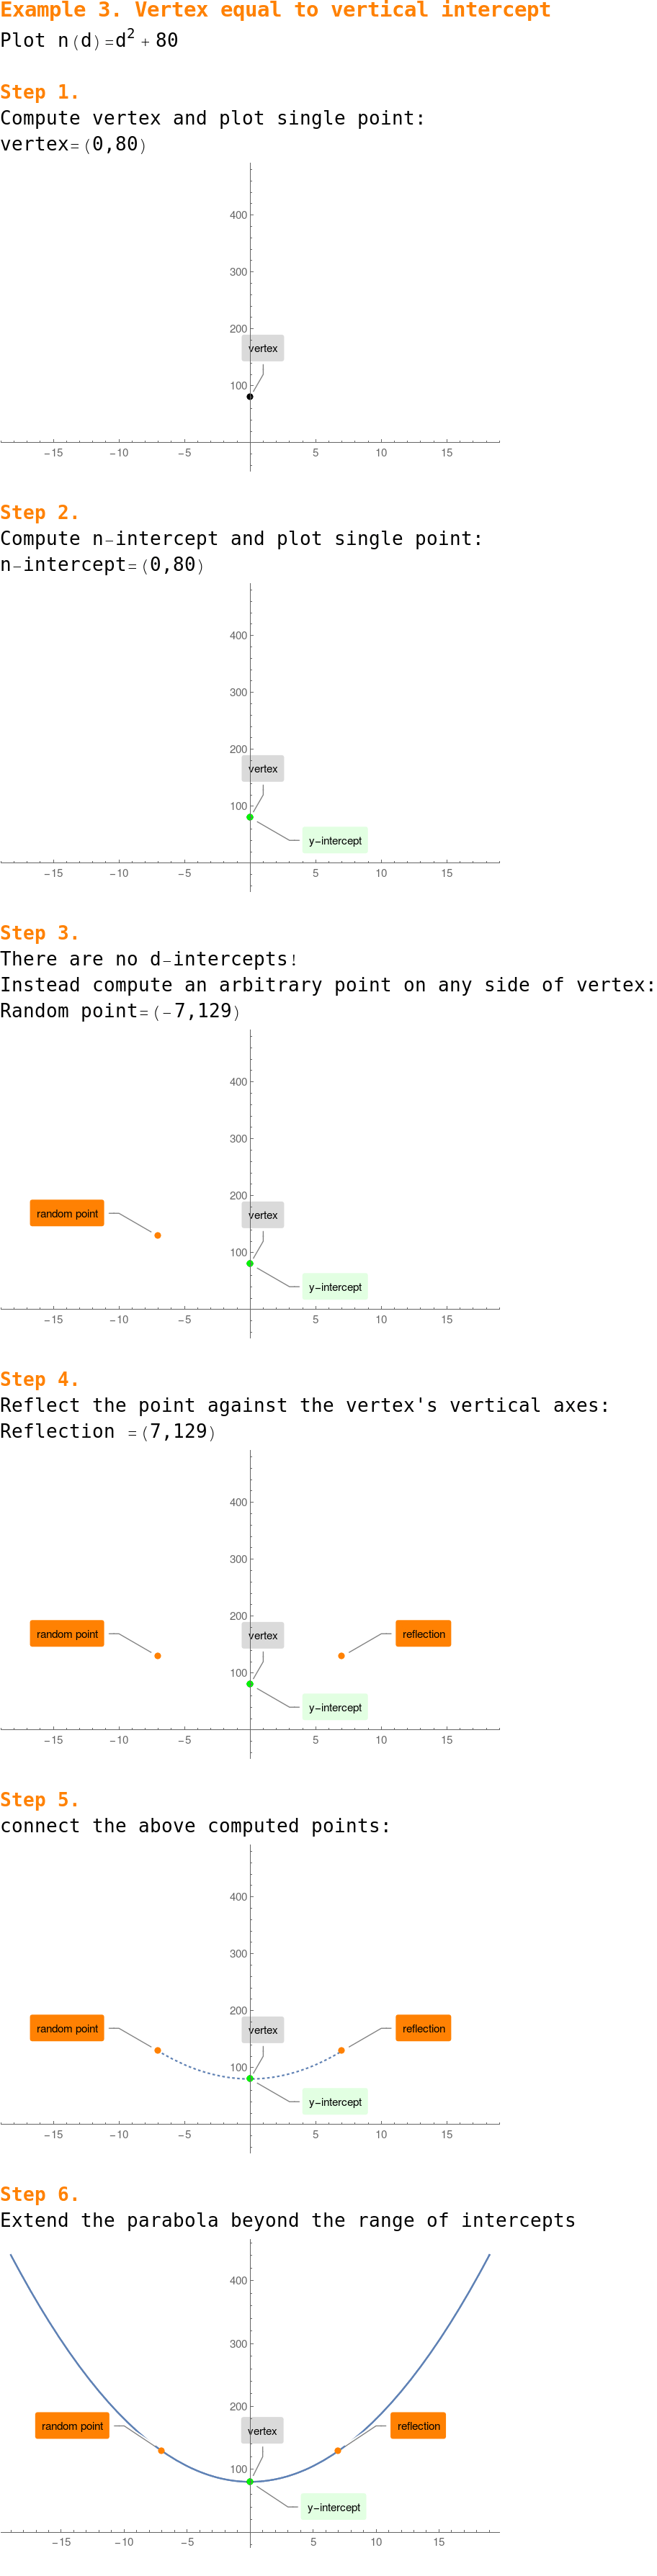 Example 3. Vertex equal to vertical intercept
Plot n(d)=d² + 80
Step 1.
Compute vertex and plot single point:
vertex=(0,80)
400
300
200
vertex
100
−15 −10 −5 5 10 15
Step 2.
Compute n−intercept and plot single point:
n−intercept=(0,80)
400
300
200
vertex
100
y−intercept
−15 −10 −5 5 10 15
Step 3.
There are no d−intercepts!
Instead compute an arbitrary point on any side of vertex:
Random point=(−7,129)
400
300
200
random point vertex
100
y−intercept
−15 −10 −5 5 10 15
Step 4.
Reflect the point against the vertex's vertical axes:
Reflection =(7,129)
400
300
200
random point vertex reflection
100
y−intercept
−15 −10 −5 5 10 15
Step 5.
connect the above computed points:
400
300
200
random point vertex reflection
100
y−intercept
−15 −10 −5 5 10 15
Step 6.
Extend the parabola beyond the range of intercepts
400
300
200
random point vertex reflection
100
y−intercept
−15 −10 −5 5 10 15